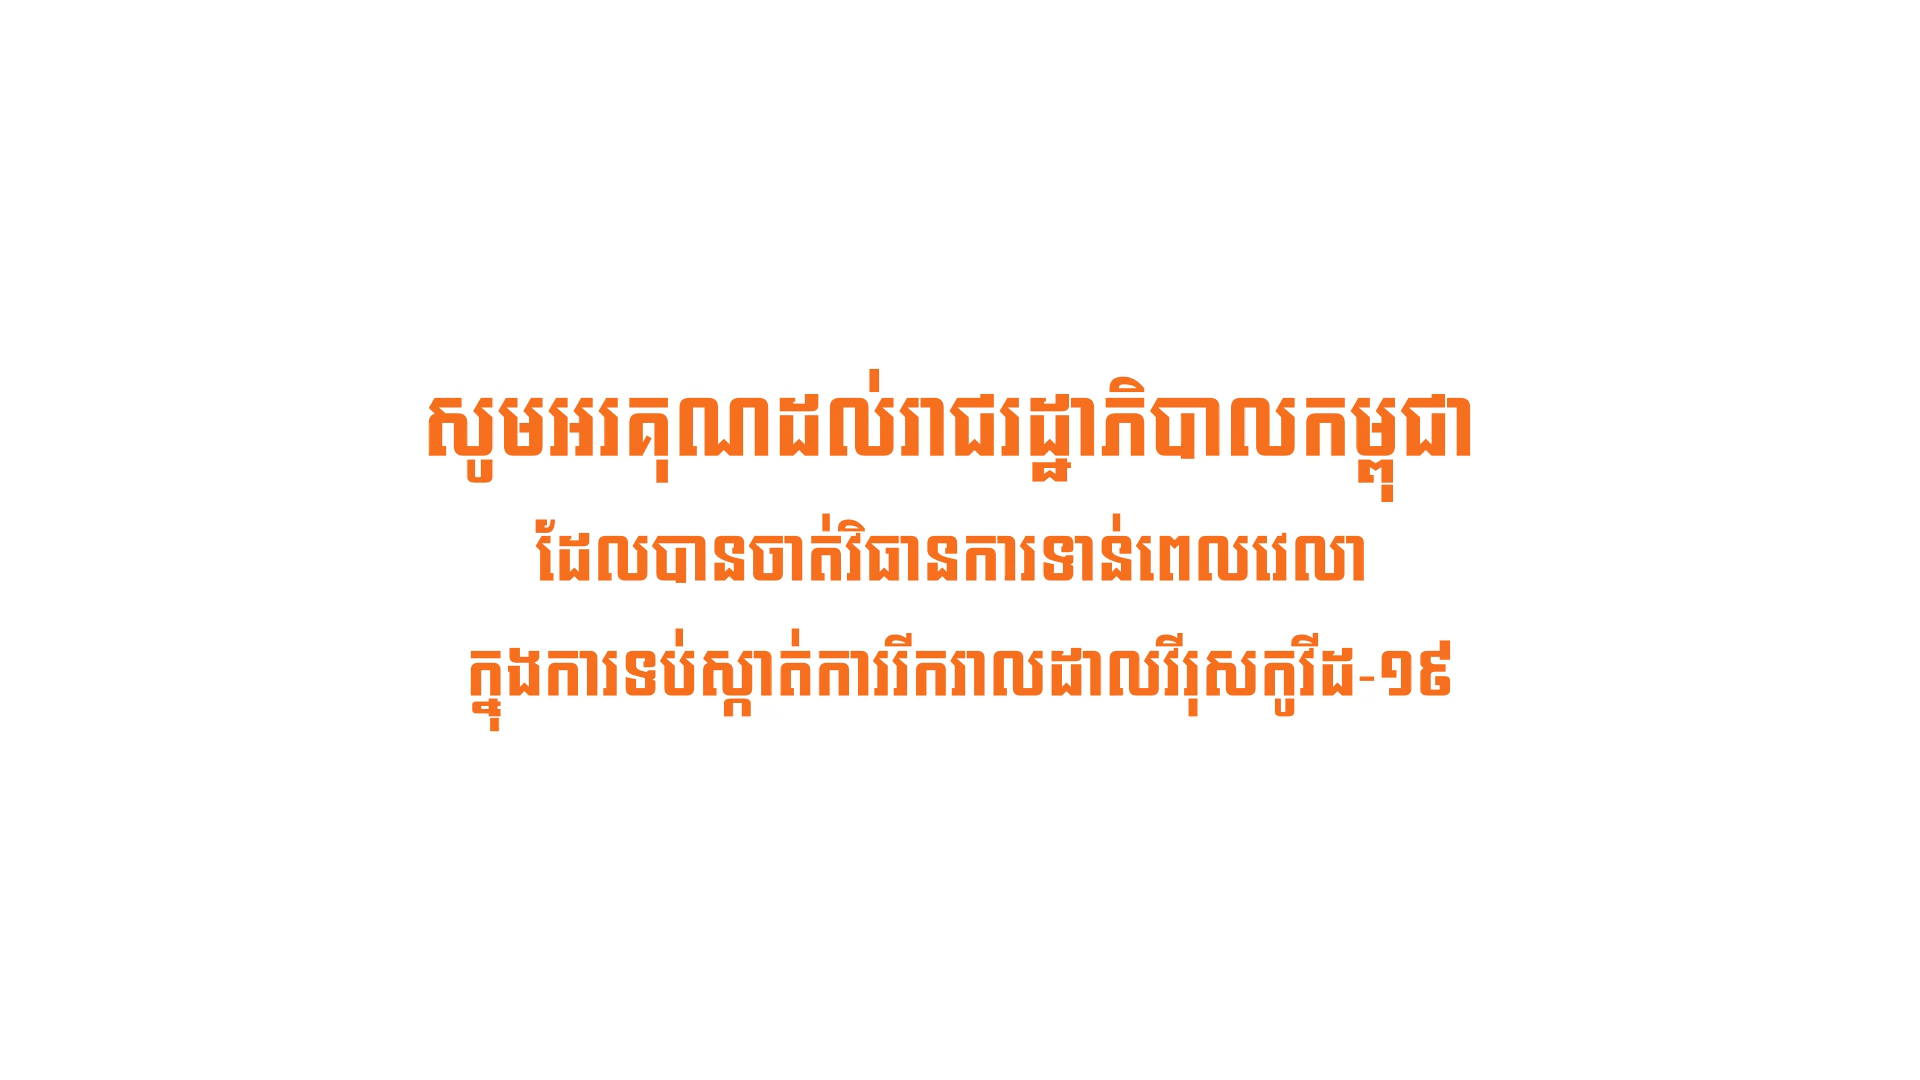 សូមអរគុណដល់រាជរដ្ឋាភិបាលកម្ពុជា
ដែលបានចាត់វិធានការទាន់ពេលវេលា
ក្នុងការទប់ស្កាត់ការរីករាលដាលវីរុសកូវីដ-១៩